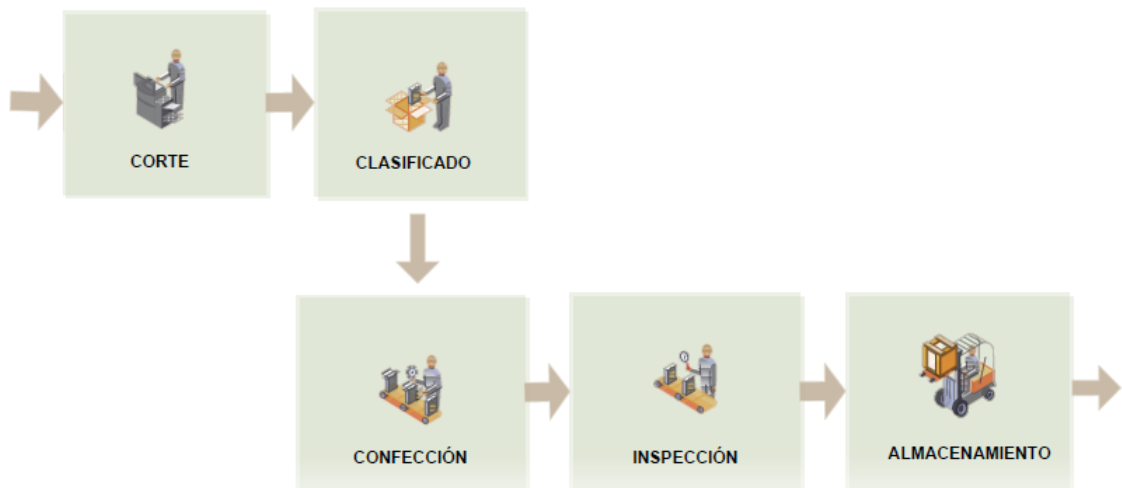 CORTE
CLASIFICADO
CONFECCIÓN
INSPECCIÓN
ALMACENAMIENTO